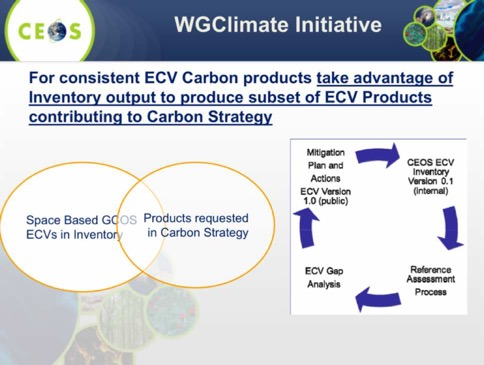 CEOS
WGClimate Initiative
For consistent ECV Carbon products take advantage of
Inventory output to produce subset of ECV Products
contributing to Carbon Strategy
Space Based GCOS
ECVs in Inventory
Products requested
in Carbon Strategy
Mitigation
Plan and
Actions
ECV Version
1.0 (public)
CEOS ECV
Inventory
Version 0.1
(internal)
Reference
Assessment
Process
ECV Gap
Analysis